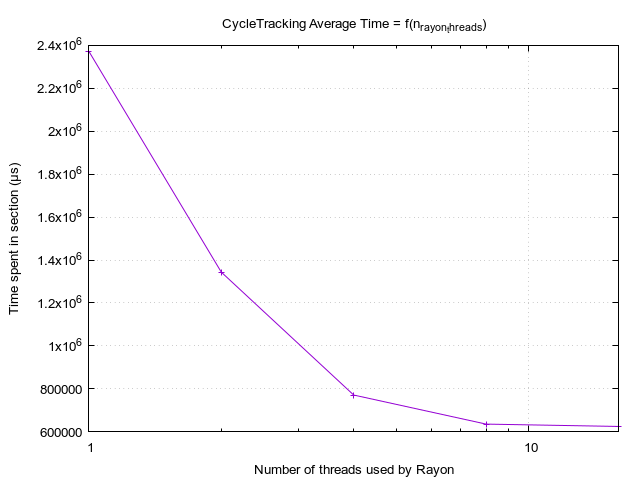 CycleTracking Average Time = f(n_rayon_threads)
2.4x10^6
2.2x10^6
2x10^6
1.8x10^6
1.6x10^6
1.4x10^6
1.2x10^6
1x10^6
800000
600000
Time spent in section (µs)
1 10
Number of threads used by Rayon